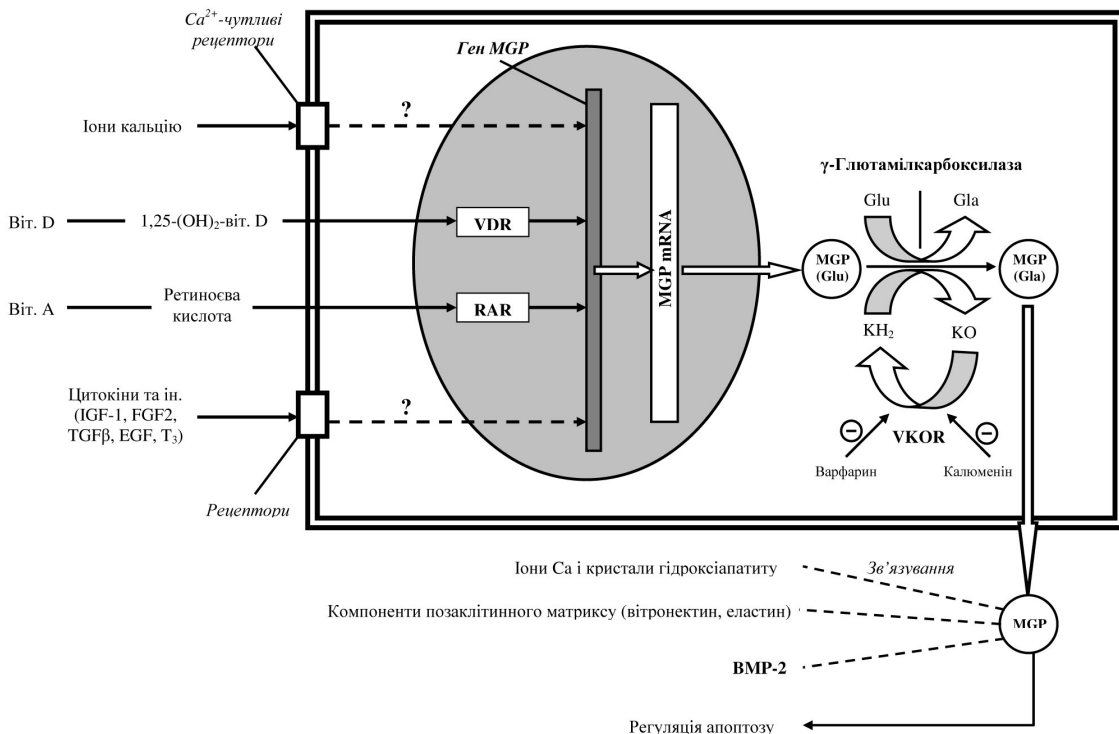 Ca²⁺-чутливі
рецептори
Ген MGP
?
Іони кальцію
γ-Глютамілкарбоксилаза
Glu
Gla
Віт. D
1,25-(OH)₂-віт. D
VDR
MGP mRNA
MGP
(Glu)
MGP
(Gla)
Віт. A
Ретиноєва
кислота
RAR
KH₂
KO
Цитокіни та ін.
(IGF-1, FGF2,
TGFβ, EGF, T₃)
?
VKOR
Варфарин
Калюменін
Рецептори
Іони Ca і кристали гідроксіапатиту
Зв’язування
Компоненти позаклітинного матриксу (вітронектин, еластин)
MGP
BMP-2
Регуляція апоптозу